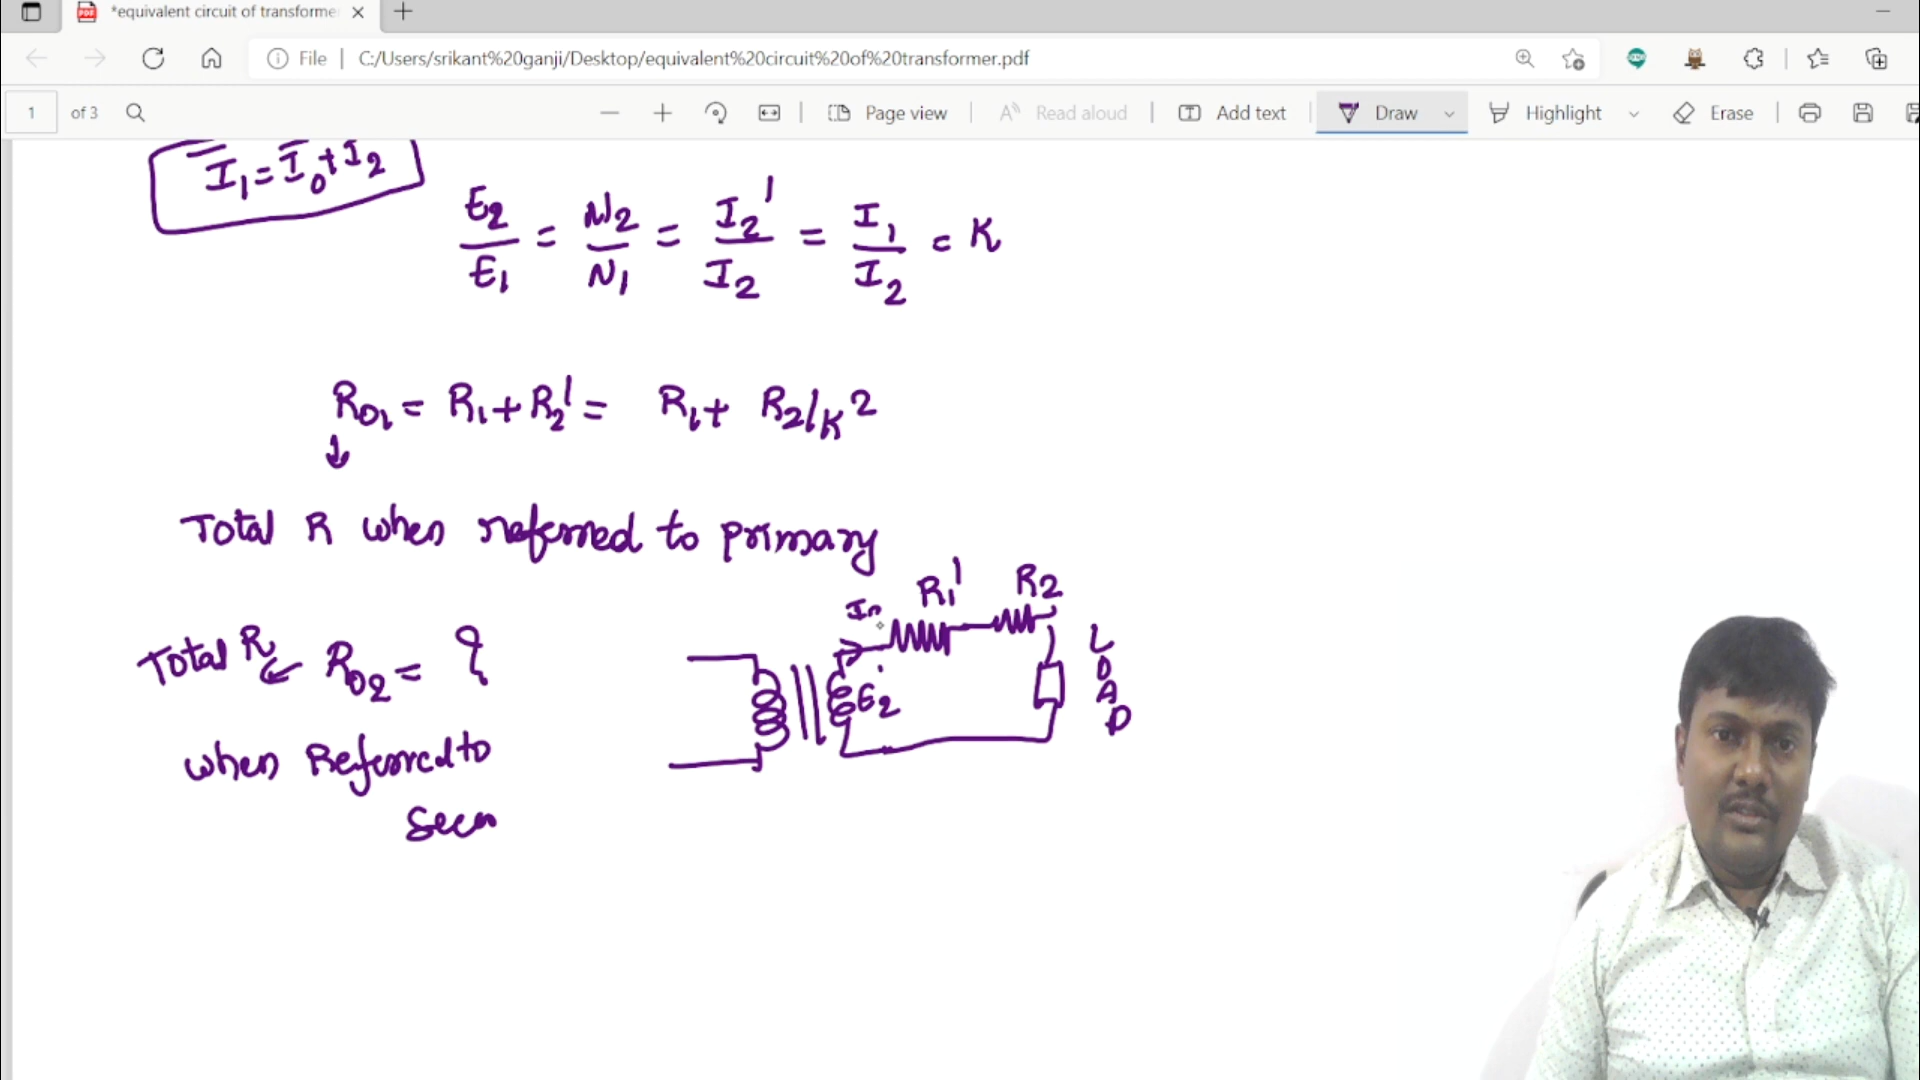 *equivalent circuit of transforme
File | C:/Users/srikant%20ganji/Desktop/equivalent%20circuit%20of%20transformer.pdf
1 of 3 Page view Read aloud Add text Draw Highlight Erase
I₁ = I₀ + I₂'
E₂/E₁ = N₂/N₁ = I₂'/I₂ = I₁/I₂ = K
R₀₁ = R₁ + R₂' = R₁ + R₂/K²
Total R when referred to primary
R₁' R2
Total R R₀₂ = ?
E₂
LOAD
when Referred to